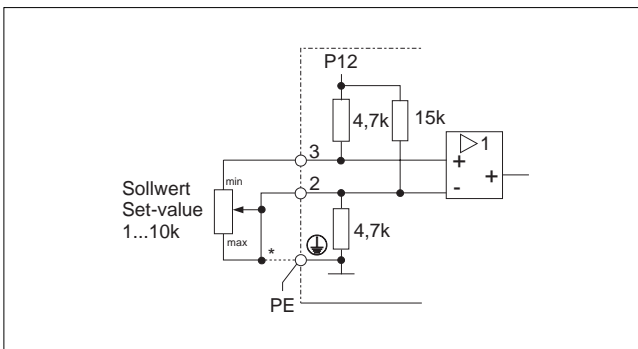 P12
4,7k
15k
▷1
3
+
+
-
2
Sollwert
Set-value
1...10k
min
max
*
4,7k
PE